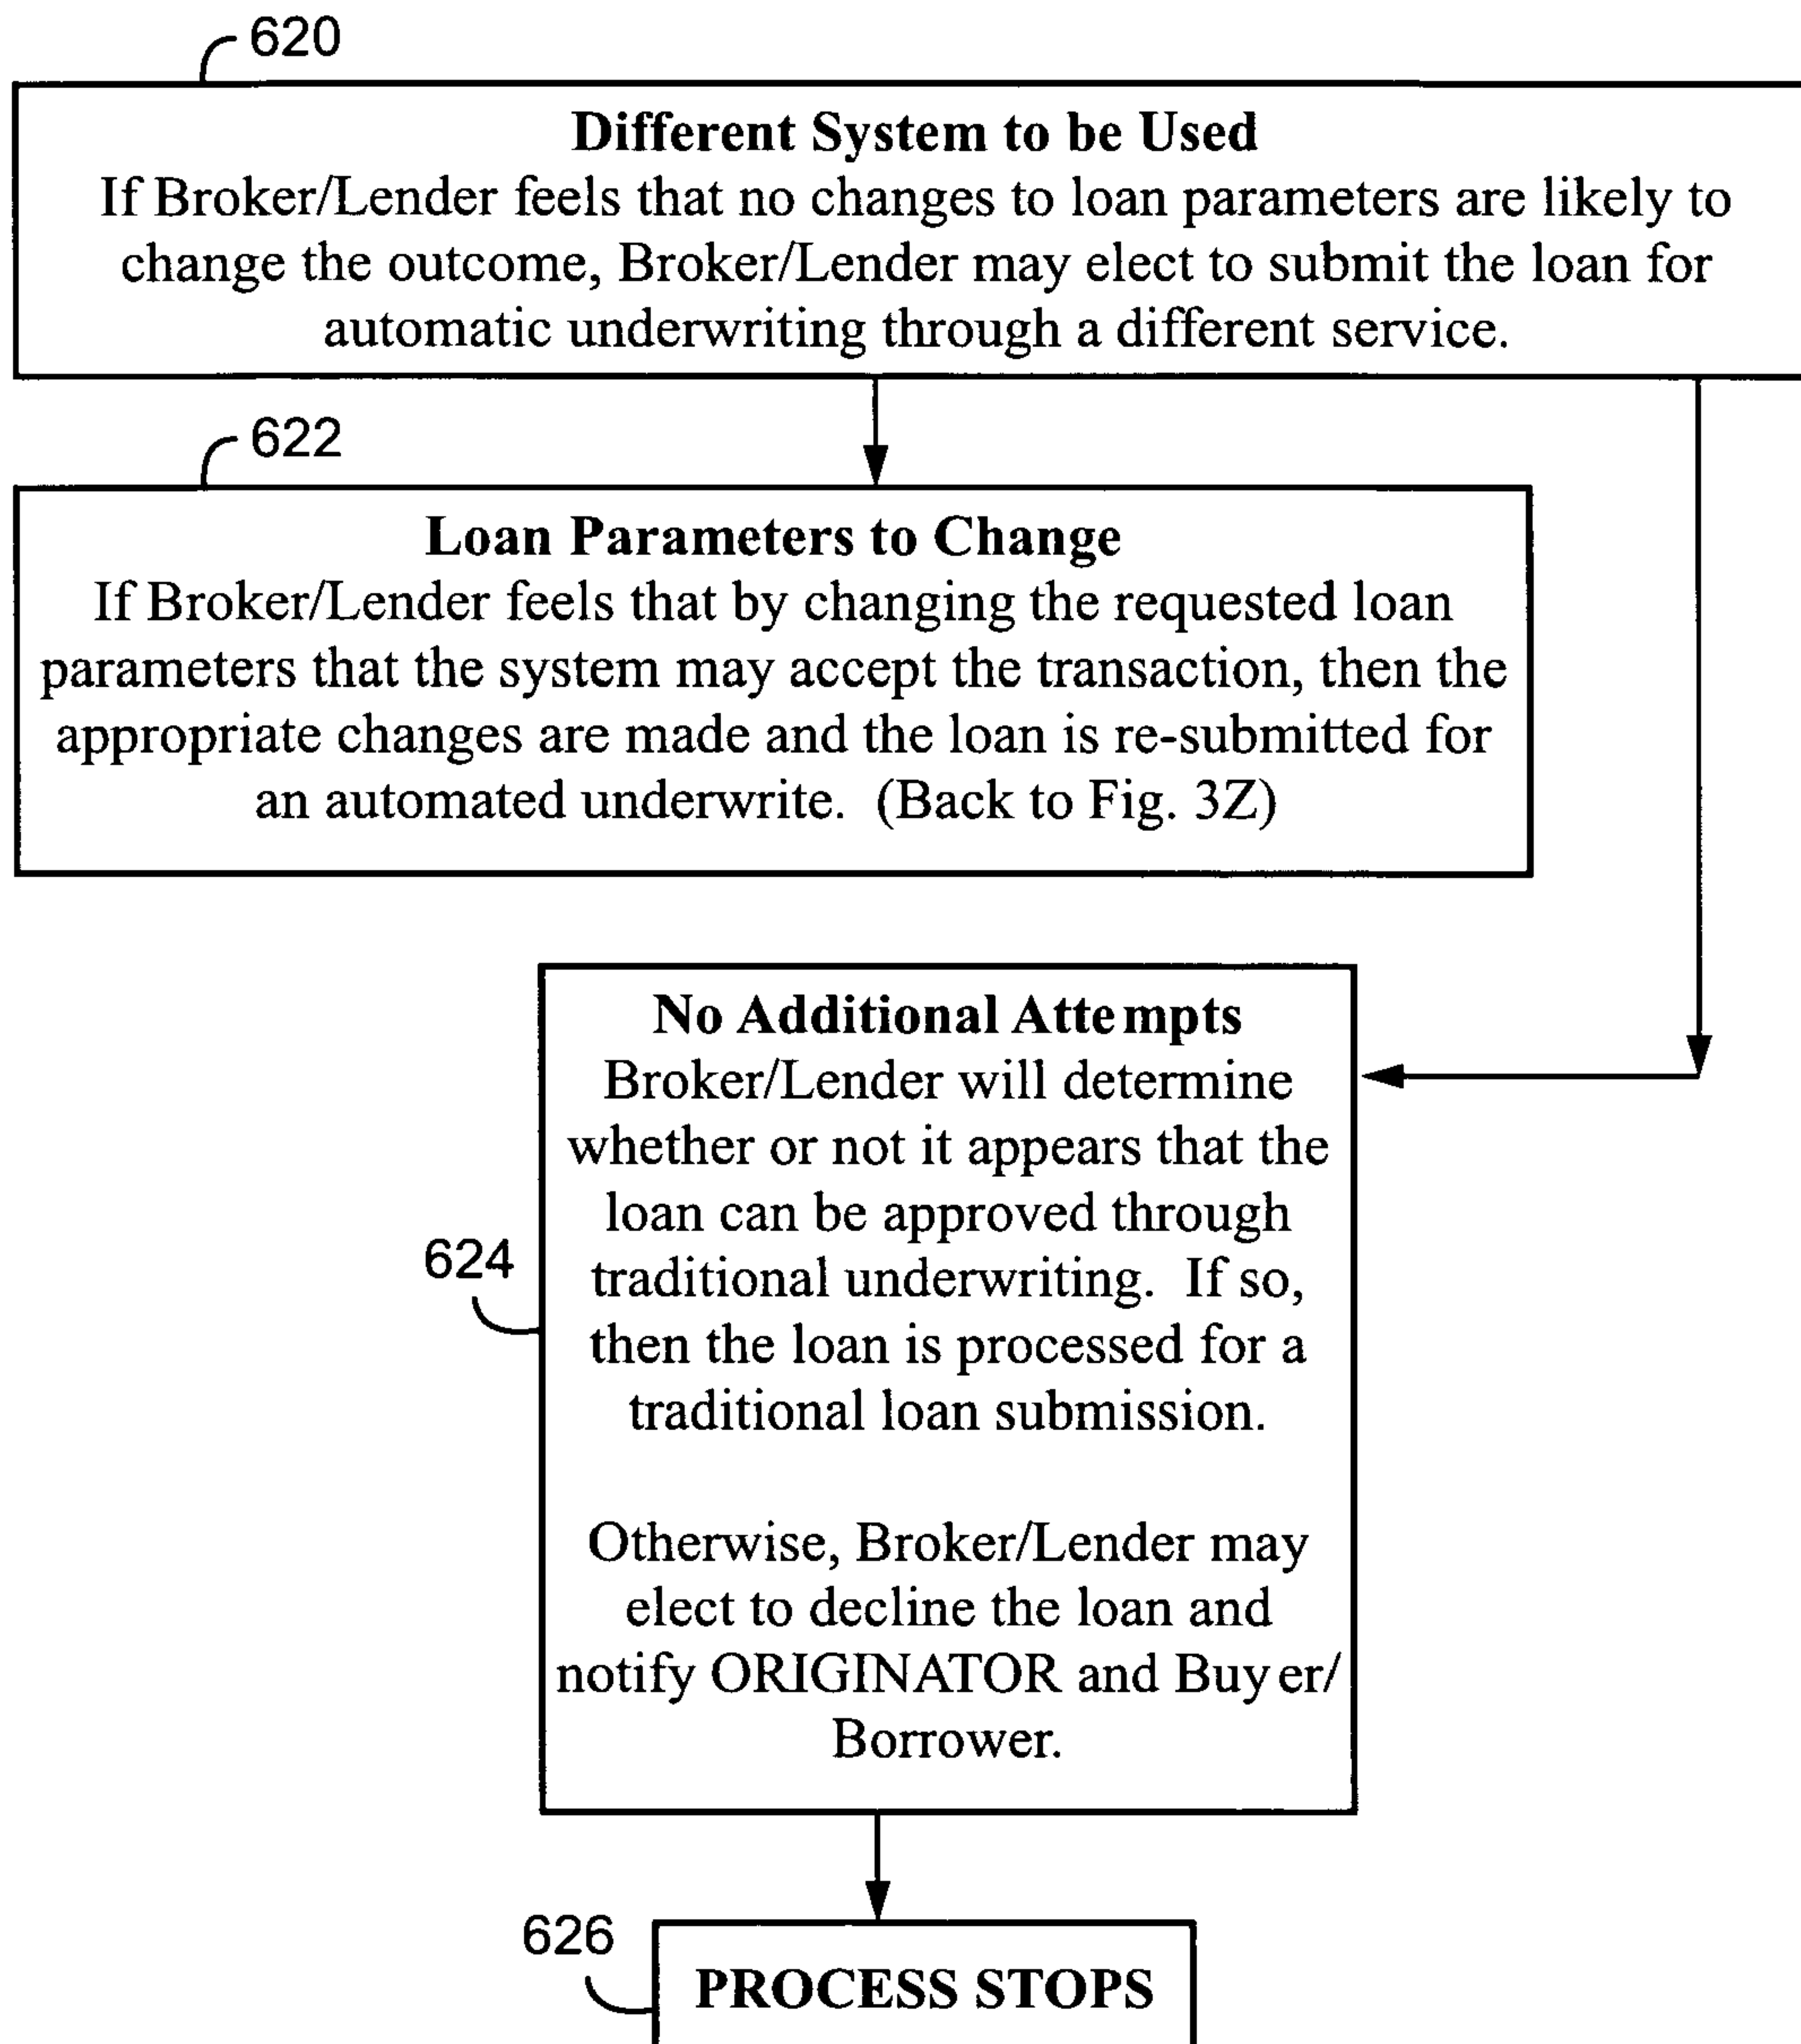 620
Different System to be Used
If Broker/Lender feels that no changes to loan parameters are likely to
change the outcome, Broker/Lender may elect to submit the loan for
automatic underwriting through a different service.
622
Loan Parameters to Change
If Broker/Lender feels that by changing the requested loan
parameters that the system may accept the transaction, then the
appropriate changes are made and the loan is re-submitted for
an automated underwrite.  (Back to Fig. 3Z)
No Additional Attempts
Broker/Lender will determine
whether or not it appears that the
loan can be approved through
624
traditional underwriting.  If so,
then the loan is processed for a
traditional loan submission.
Otherwise, Broker/Lender may
elect to decline the loan and
notify ORIGINATOR and Buyer/
Borrower.
626
PROCESS STOPS